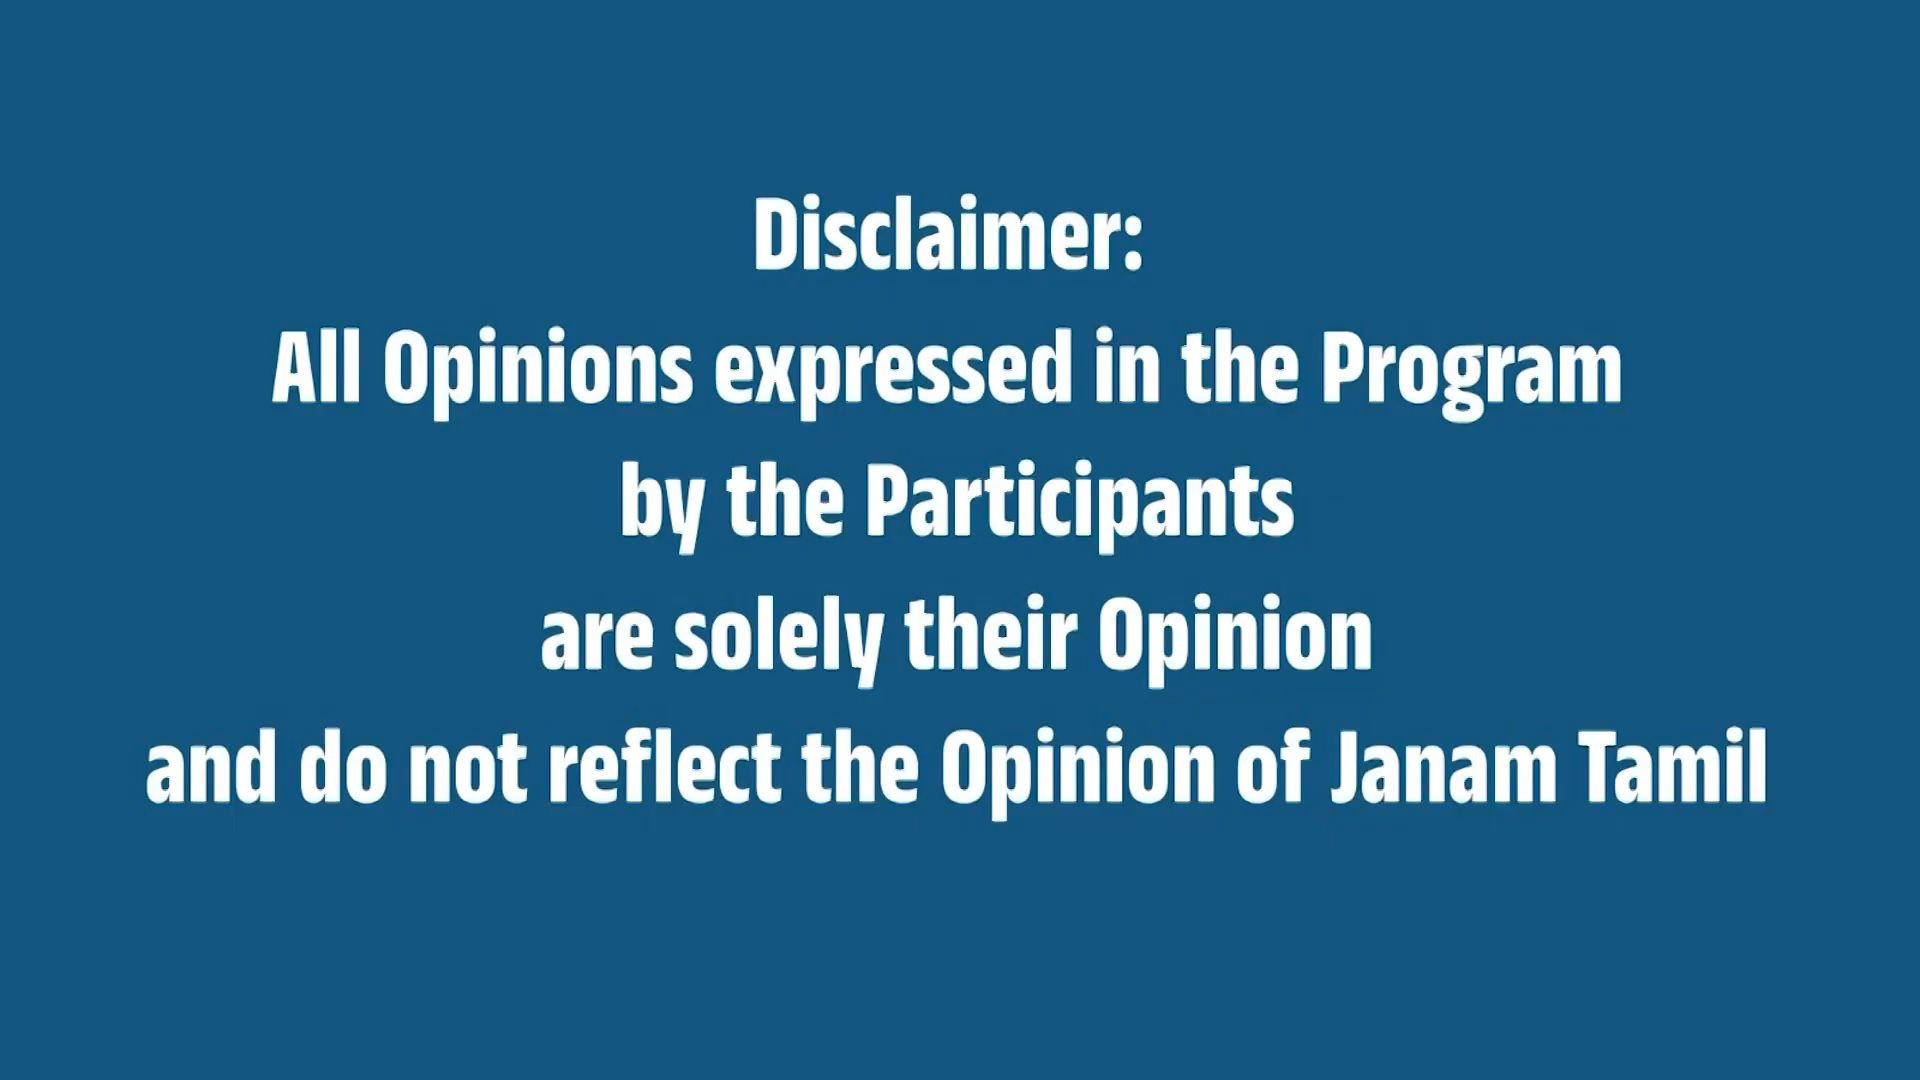 Disclaimer:
All Opinions expressed in the Program
by the Participants
are solely their Opinion
and do not reflect the Opinion of Janam Tamil